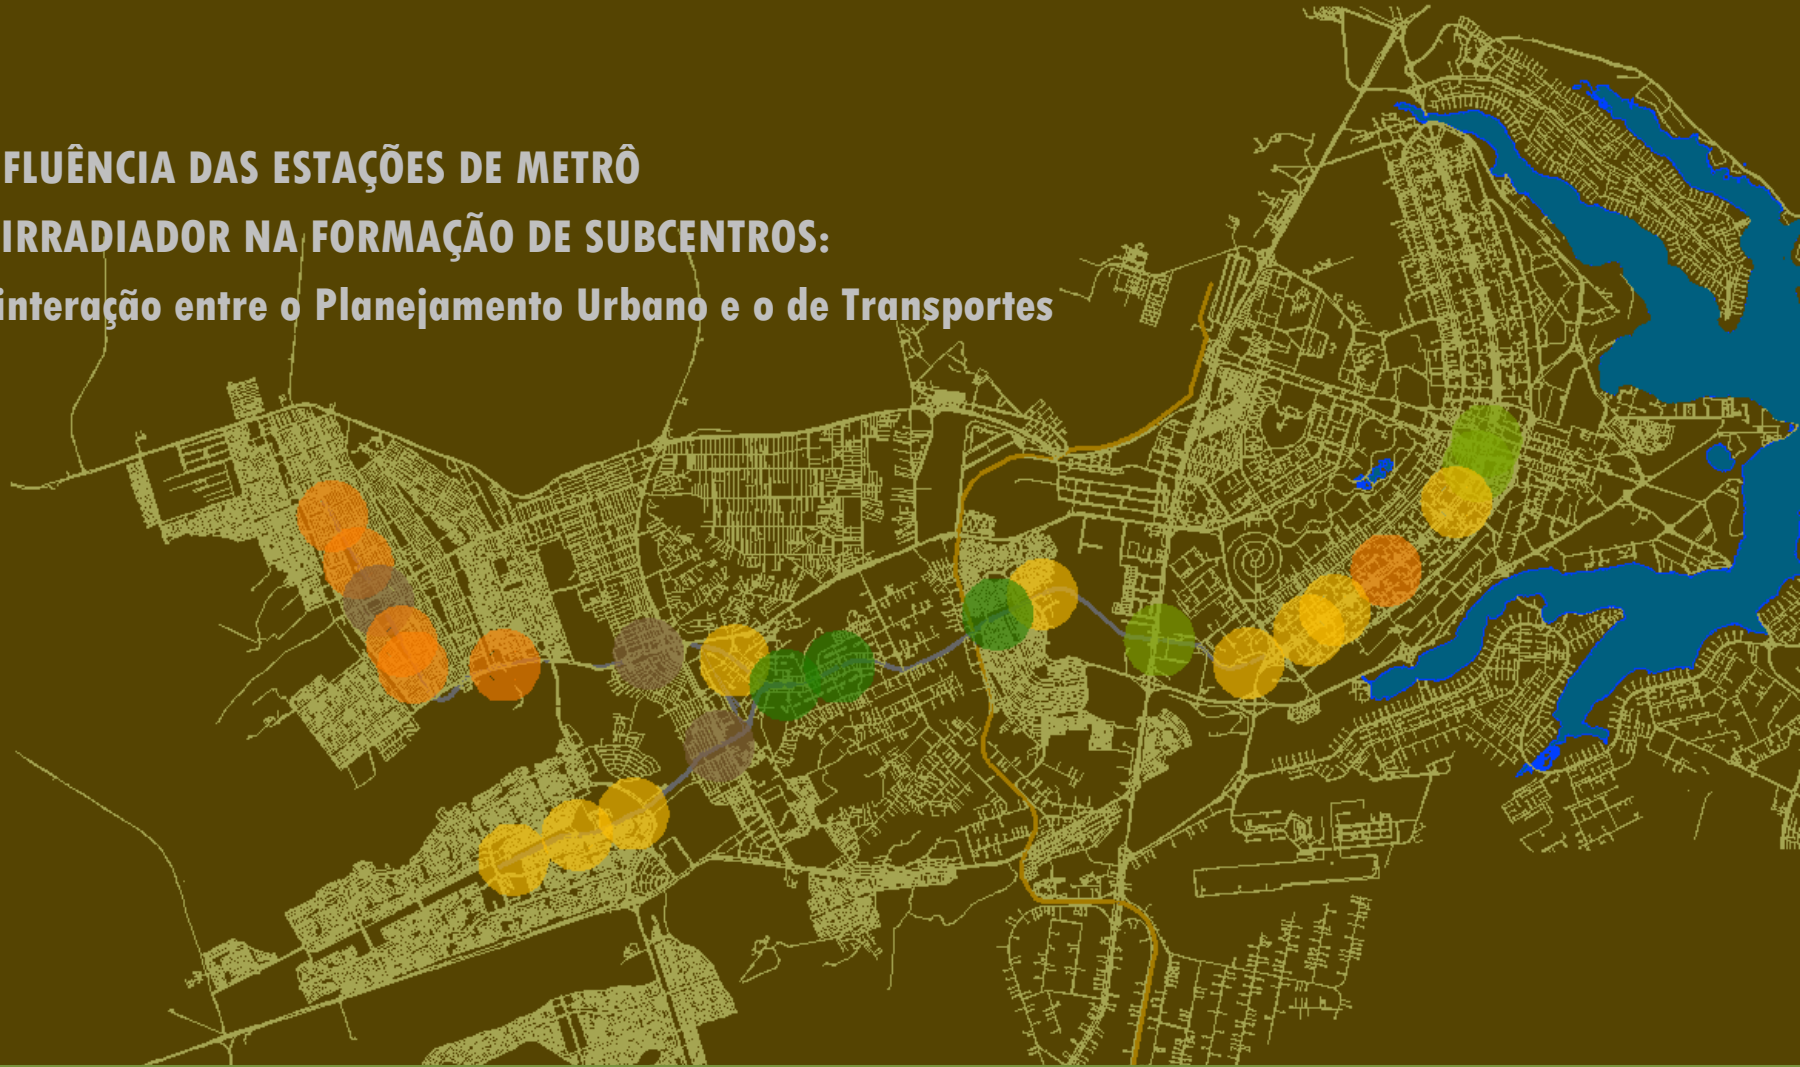 FLUÊNCIA DAS ESTAÇÕES DE METRÔ
IRRADIADOR NA FORMAÇÃO DE SUBCENTROS:
interação entre o Planejamento Urbano e o de Transportes